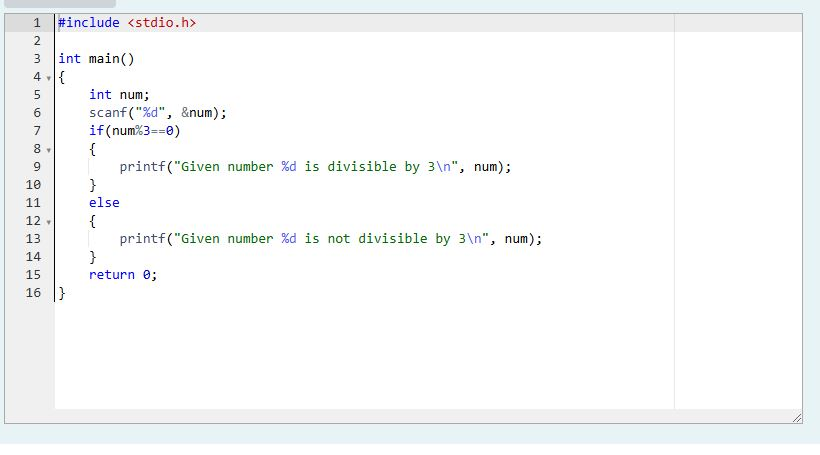 1 #include <stdio.h>
2
3 int main()
4 {
5     int num;
6     scanf("%d", &num);
7     if(num%3==0)
8     {
9         printf("Given number %d is divisible by 3\n", num);
10     }
11     else
12     {
13         printf("Given number %d is not divisible by 3\n", num);
14     }
15     return 0;
16 }